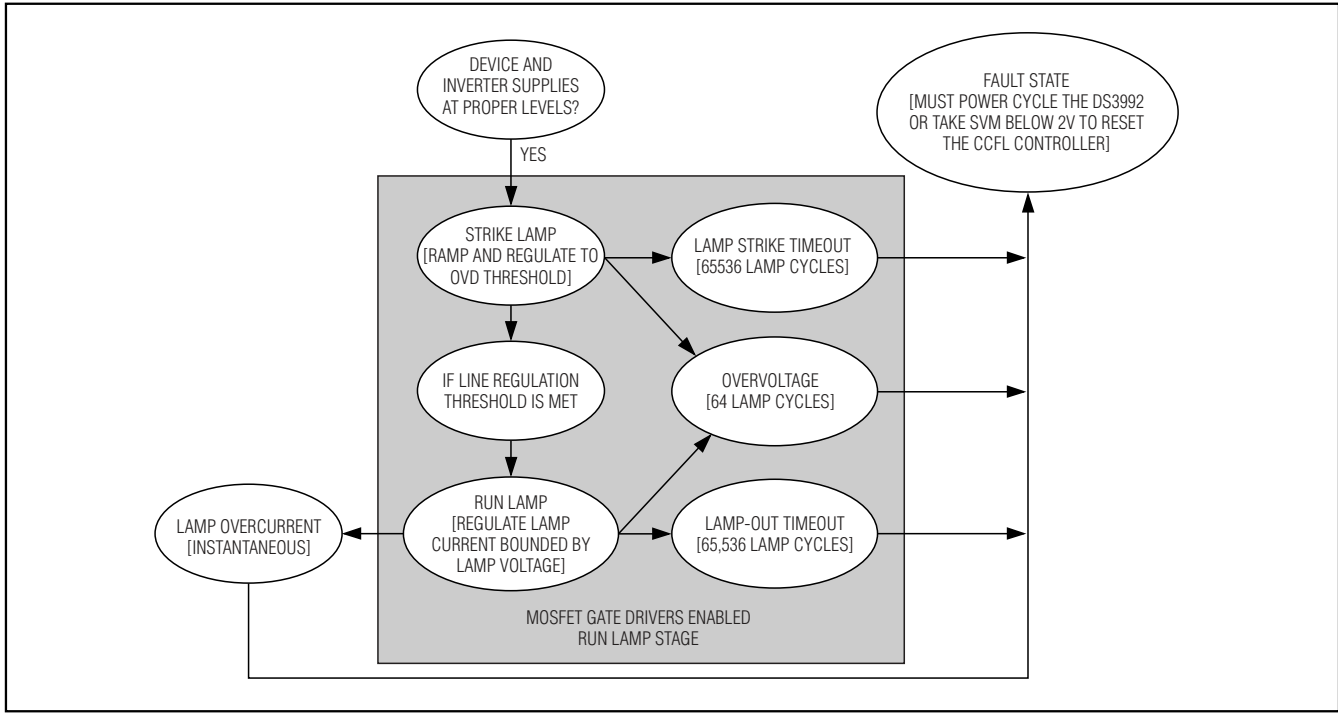 DEVICE AND
INVERTER SUPPLIES
AT PROPER LEVELS?
YES
FAULT STATE
[MUST POWER CYCLE THE DS3992
OR TAKE SVM BELOW 2V TO RESET
THE CCFL CONTROLLER]
STRIKE LAMP
[RAMP AND REGULATE TO
OVD THRESHOLD]
LAMP STRIKE TIMEOUT
[65536 LAMP CYCLES]
IF LINE REGULATION
THRESHOLD IS MET
OVERVOLTAGE
[64 LAMP CYCLES]
LAMP OVERCURRENT
[INSTANTANEOUS]
RUN LAMP
[REGULATE LAMP
CURRENT BOUNDED BY
LAMP VOLTAGE]
LAMP-OUT TIMEOUT
[65,536 LAMP CYCLES]
MOSFET GATE DRIVERS ENABLED
RUN LAMP STAGE